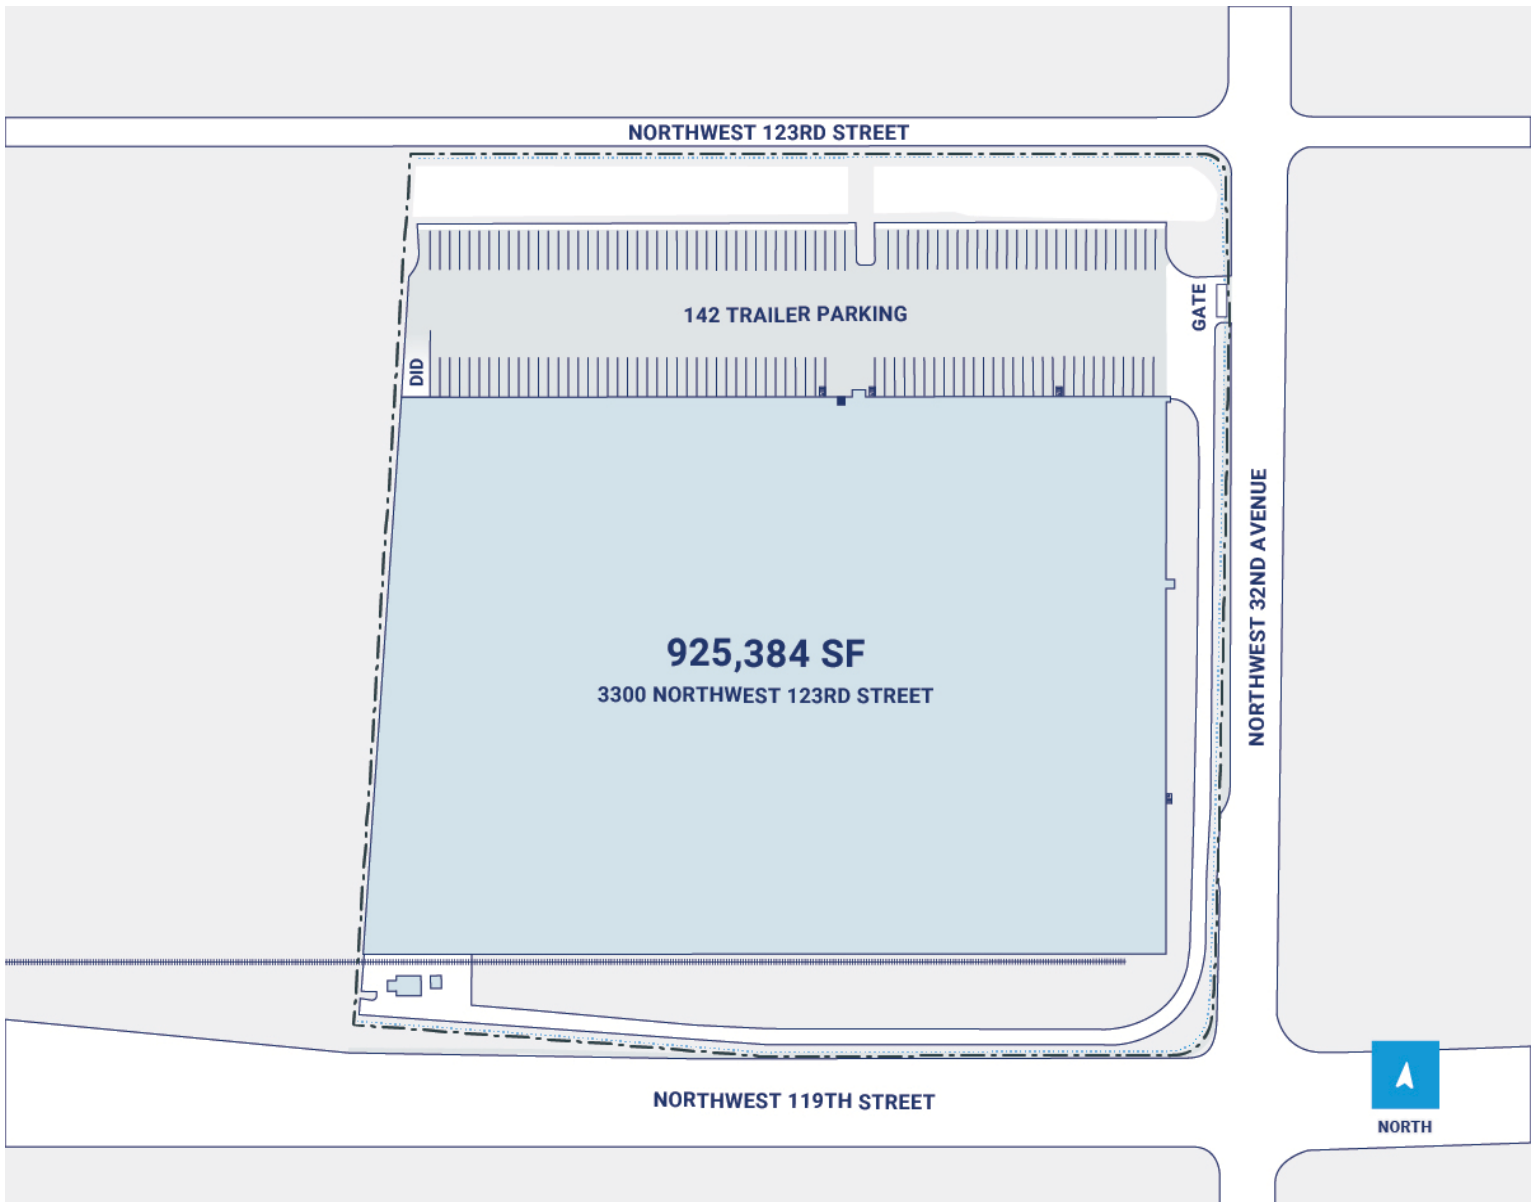 NORTHWEST 123RD STREET
GATE
142 TRAILER PARKING
DID
NORTHWEST 32ND AVENUE
925,384 SF
3300 NORTHWEST 123RD STREET
NORTHWEST 119TH STREET
NORTH